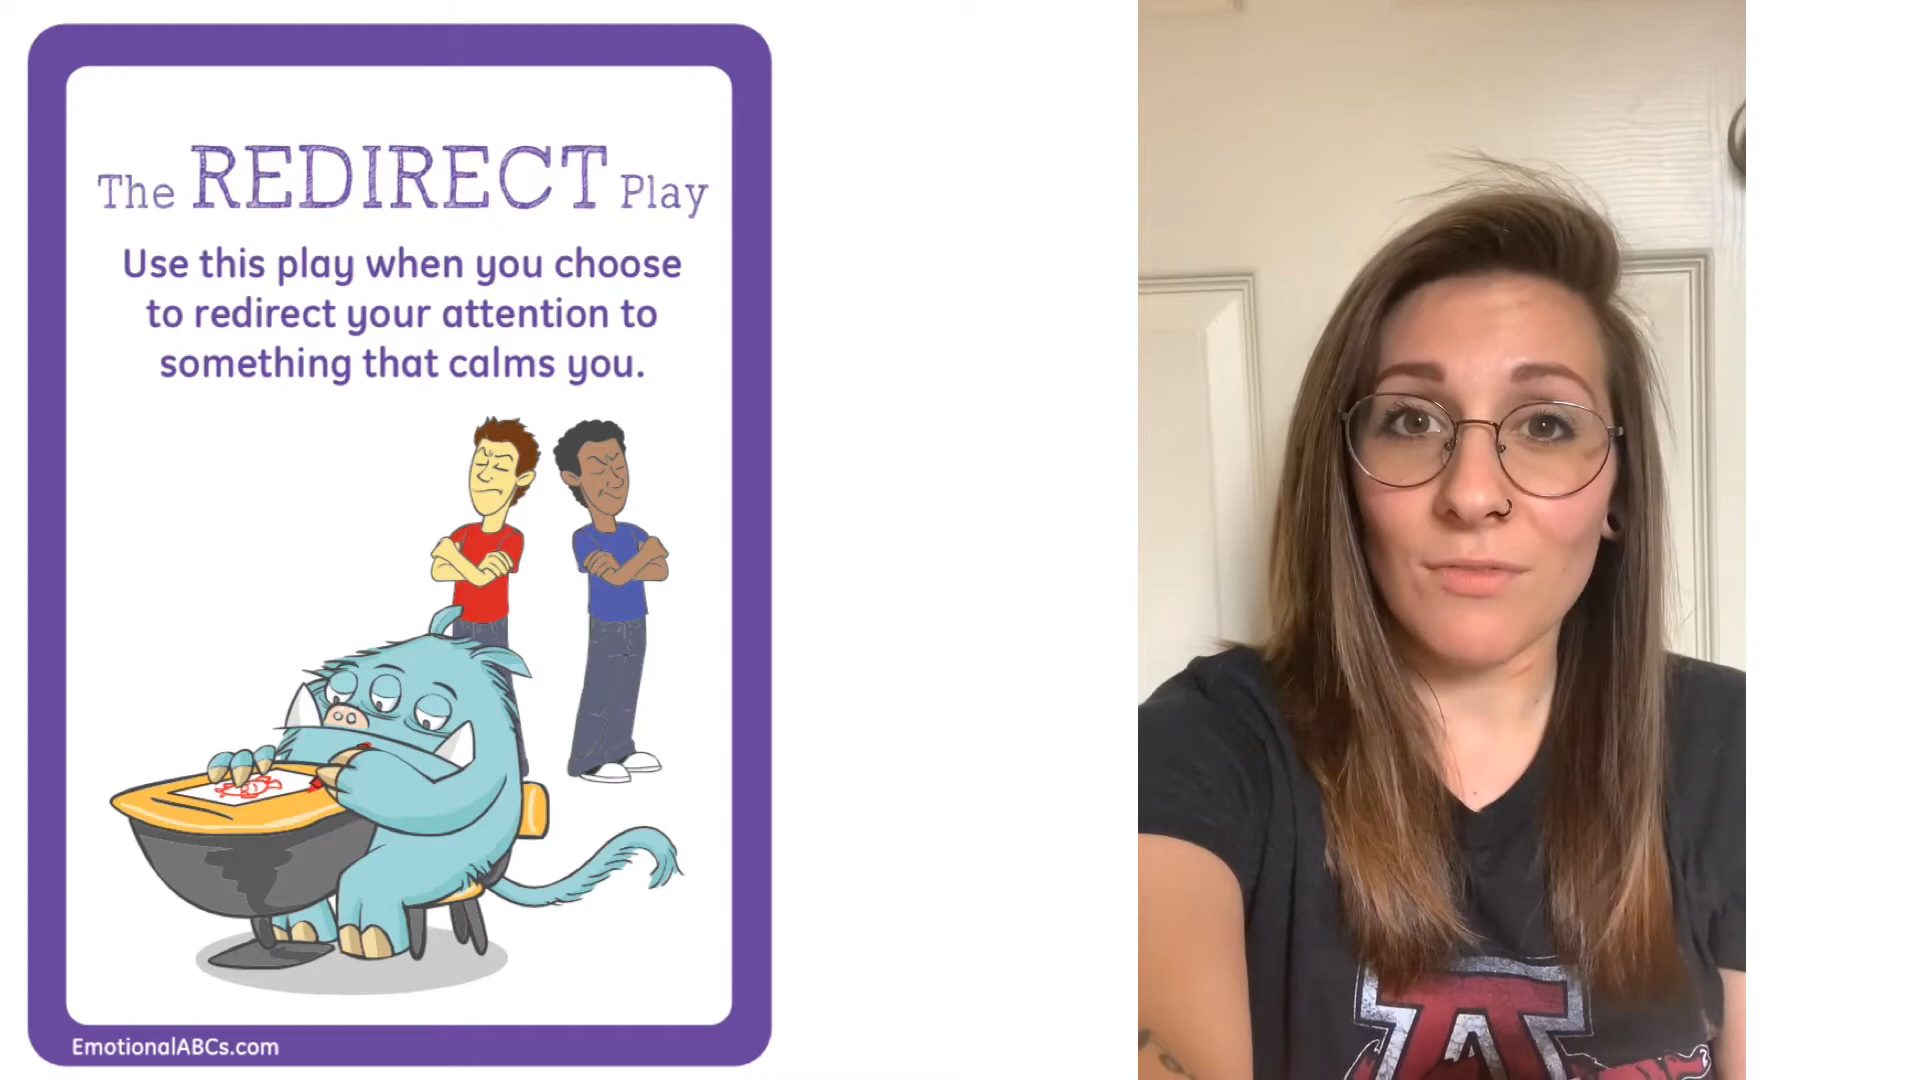 The REDIRECT Play
Use this play when you choose
to redirect your attention to
something that calms you.
EmotionalABCs.com
A
A